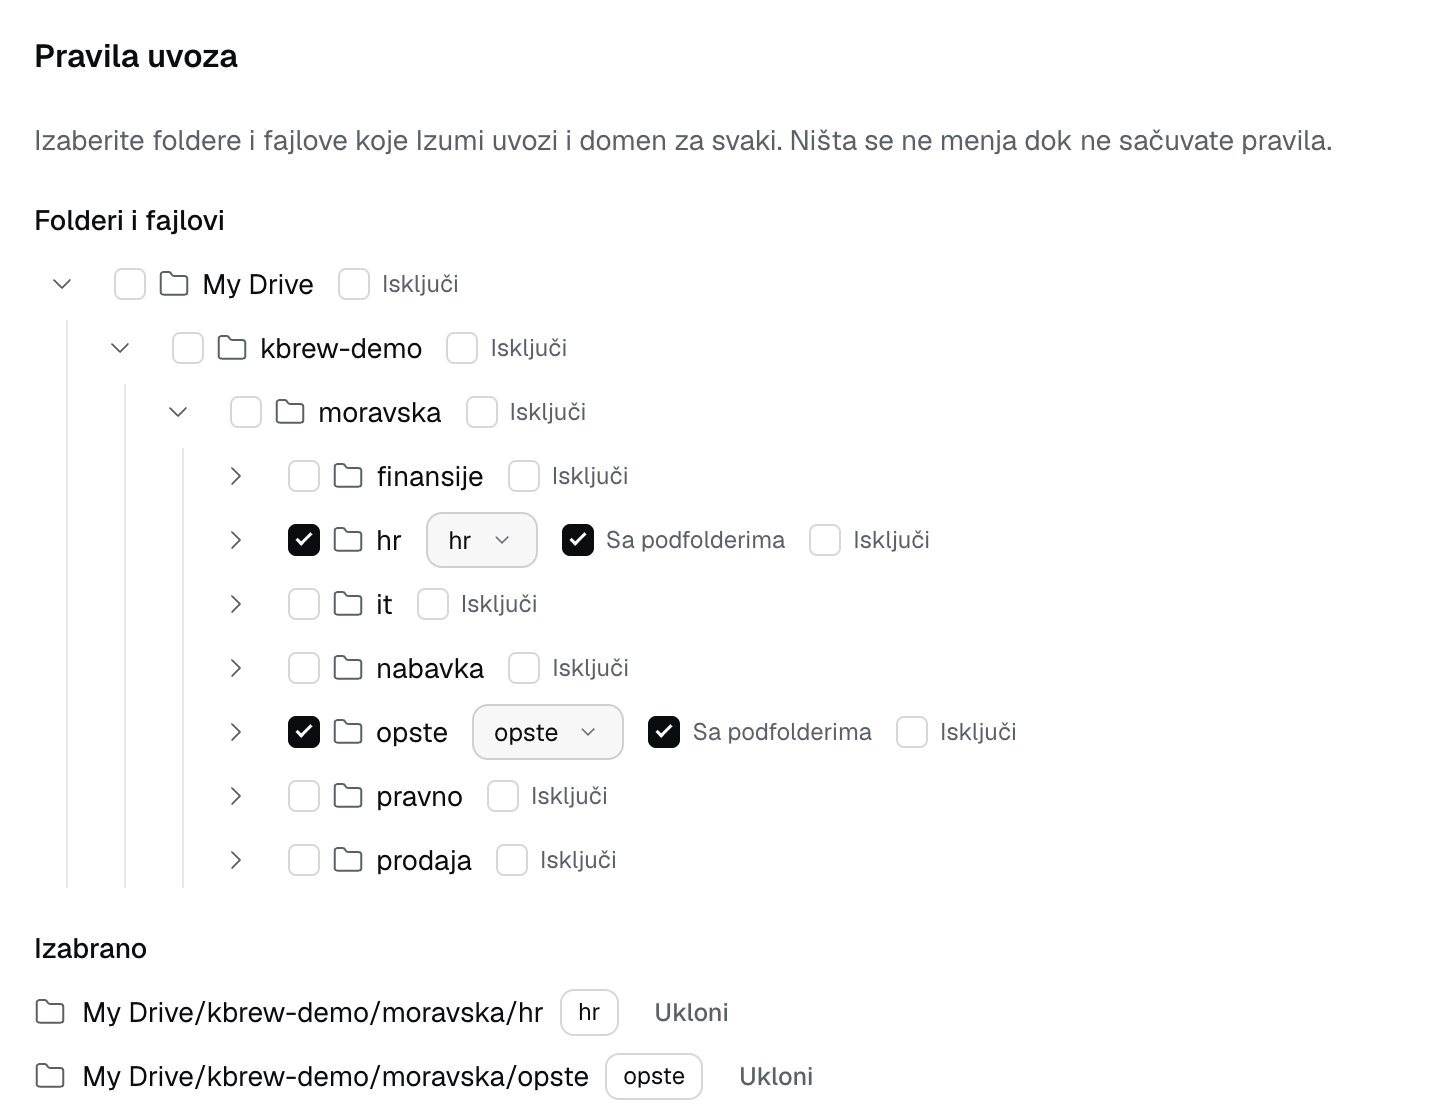 Pravila uvoza
Izaberite foldere i fajlove koje Izumi uvozi i domen za svaki. Ništa se ne menja dok ne sačuvate pravila.
Folderi i fajlovi
My Drive Isključi
kbrew-demo Isključi
moravska Isključi
finansije Isključi
hr hr Sa podfolderima Isključi
it Isključi
nabavka Isključi
opste opste Sa podfolderima Isključi
pravno Isključi
prodaja Isključi
Izabrano
My Drive/kbrew-demo/moravska/hr hr Ukloni
My Drive/kbrew-demo/moravska/opste opste Ukloni